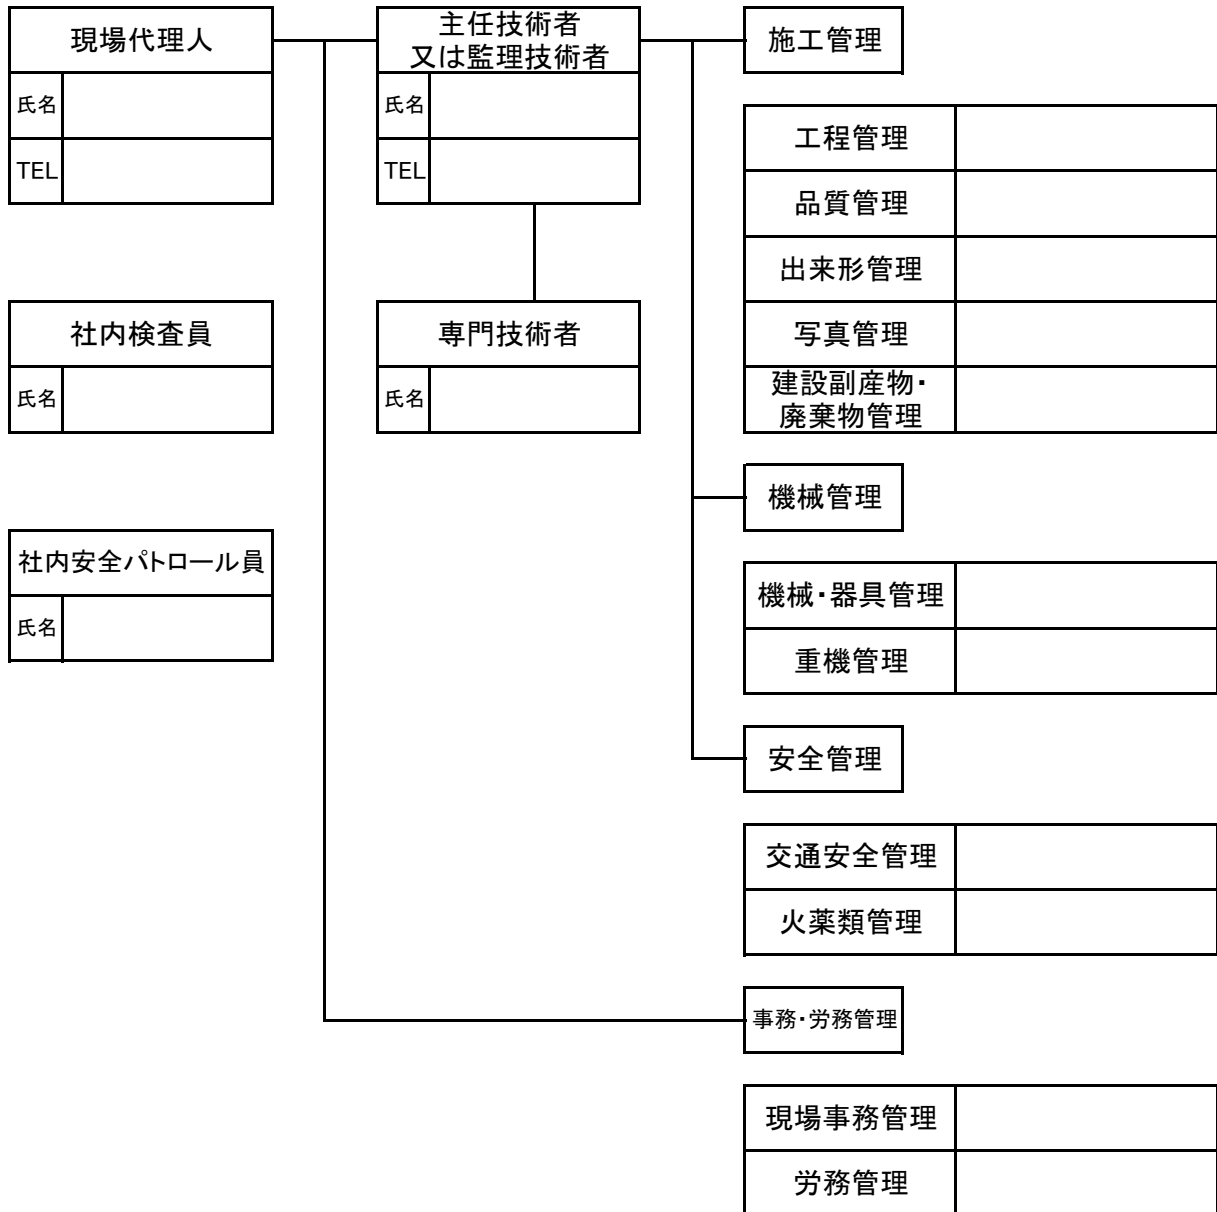 現場代理人
氏名
TEL
主任技術者
又は監理技術者
氏名
TEL
施工管理
工程管理
品質管理
出来形管理
写真管理
建設副産物・
廃棄物管理
社内検査員
氏名
専門技術者
氏名
機械管理
社内安全パトロール員
氏名
機械・器具管理
重機管理
安全管理
交通安全管理
火薬類管理
事務・労務管理
現場事務管理
労務管理